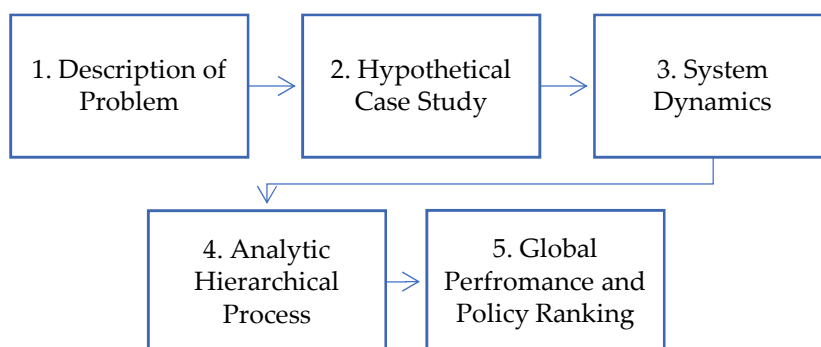 1. Description of
Problem
2. Hypothetical
Case Study
3. System
Dynamics
4. Analytic
Hierarchical
Process
5. Global
Perfromance and
Policy Ranking